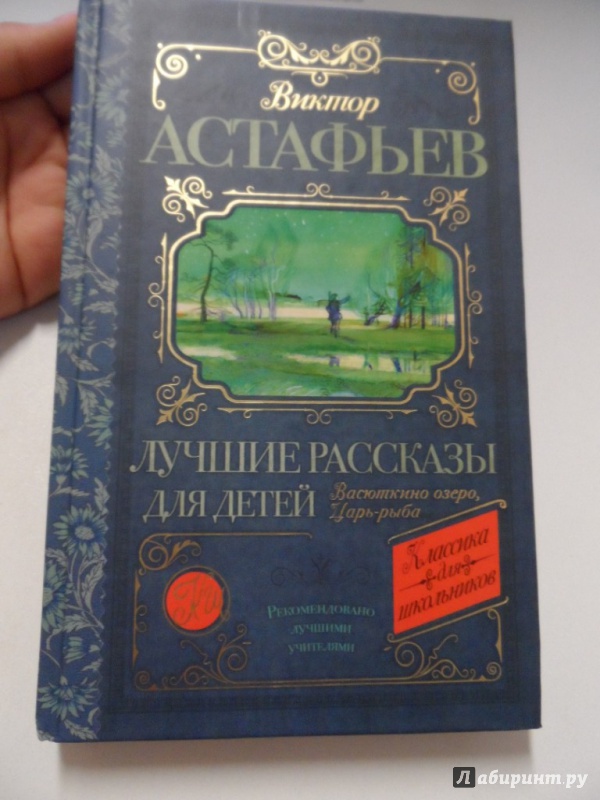 Виктор
АСТАФЬЕВ
ЛУЧШИЕ РАССКАЗЫ
ДЛЯ ДЕТЕЙ
Васюткино озеро,
Царь-рыба
Классика
для
школьников
РЕКОМЕНДОВАНО
ЛУЧШИМИ
УЧИТЕЛЯМИ
Лабиринт.ру